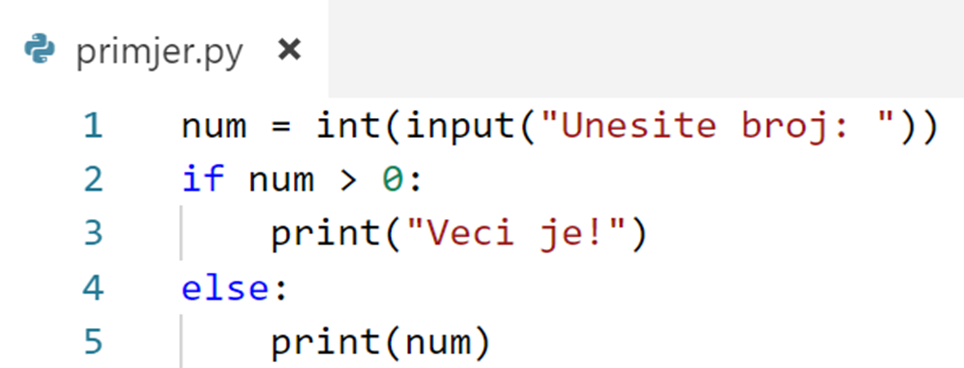 primjer.py ×
1 num = int(input("Unesite broj: "))
2 if num > 0:
3     print("Veci je!")
4 else:
5     print(num)